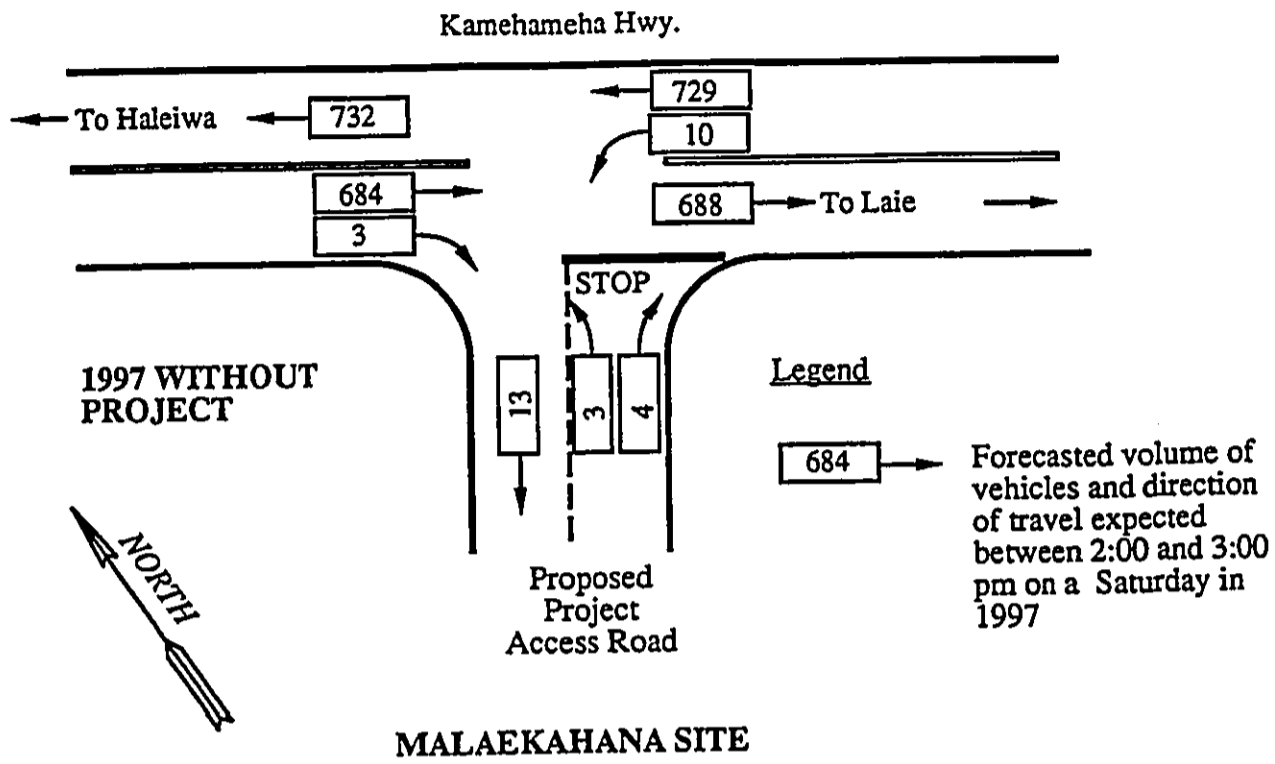 Kamehameha Hwy.
To Haleiwa
732
729
10
684
3
688
To Laie
STOP
1997 WITHOUT
PROJECT
13
3
4
Legend
684
Forecasted volume of
vehicles and direction
of travel expected
between 2:00 and 3:00
pm on a Saturday in
1997
NORTH
Proposed
Project
Access Road
MALAEKAHANA SITE